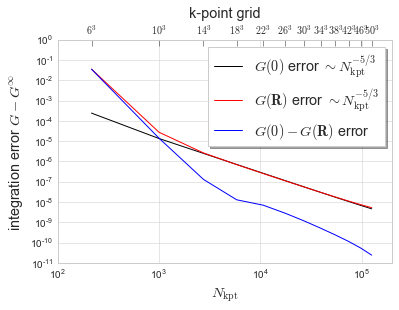 k-point grid
6³ 10³ 14³ 18³ 22³ 26³ 30³ 34³ 38³ 42³ 46³ 50³
10⁰
10⁻¹
10⁻²
10⁻³
10⁻⁴
10⁻⁵
10⁻⁶
10⁻⁷
10⁻⁸
10⁻⁹
10⁻¹⁰
10⁻¹¹
integration error G − G^∞
G(0) error ∼ N_kpt^−5/3
G(R) error ∼ N_kpt^−5/3
G(0) − G(R) error
10² 10³ 10⁴ 10⁵
N_kpt